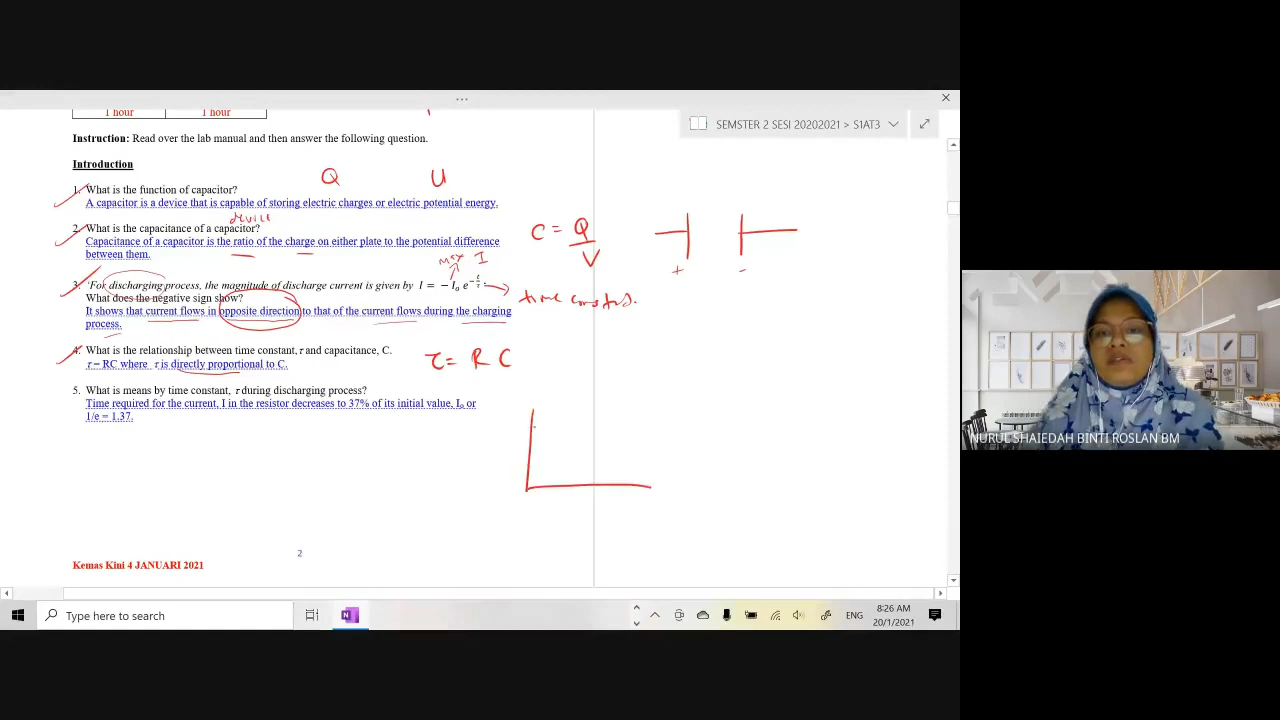 SEMSTER 2 SESI 20202021 > S1AT3
1 hour 1 hour
Instruction: Read over the lab manual and then answer the following question.
Introduction
Q U
1. What is the function of capacitor?
A capacitor is a device that is capable of storing electric charges or electric potential energy.
device
2. What is the capacitance of a capacitor?
Capacitance of a capacitor is the ratio of the charge on either plate to the potential difference
between them.
C = Q
V
+ -
max I
3. 'For discharging process, the magnitude of discharge current is given by I = − Io e^-t/τ.
What does the negative sign show?
time constant.
It shows that current flows in opposite direction to that of the current flows during the charging
process.
4. What is the relationship between time constant, τ and capacitance, C.
τ = RC where τ is directly proportional to C.
τ = R C
5. What is means by time constant, τ during discharging process?
Time required for the current, I in the resistor decreases to 37% of its initial value, Io or
1/e = 1.37.
2
Kemas Kini 4 JANUARI 2021
NURUL SHAIEDAH BINTI ROSLAN BM
Type here to search
ENG
8:26 AM
20/1/2021